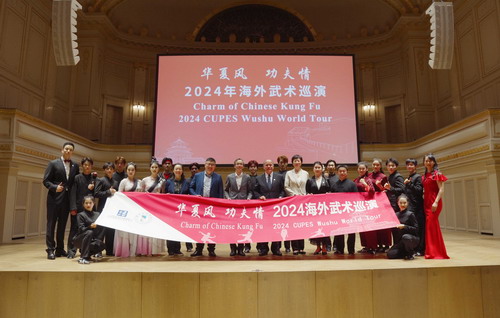 华夏风 功夫情
2024年海外武术巡演
Charm of Chinese Kung Fu
2024 CUPES Wushu World Tour
华夏风 功夫情 2024海外武术巡演
Charm of Chinese Kung Fu 2024 CUPES Wushu World Tour